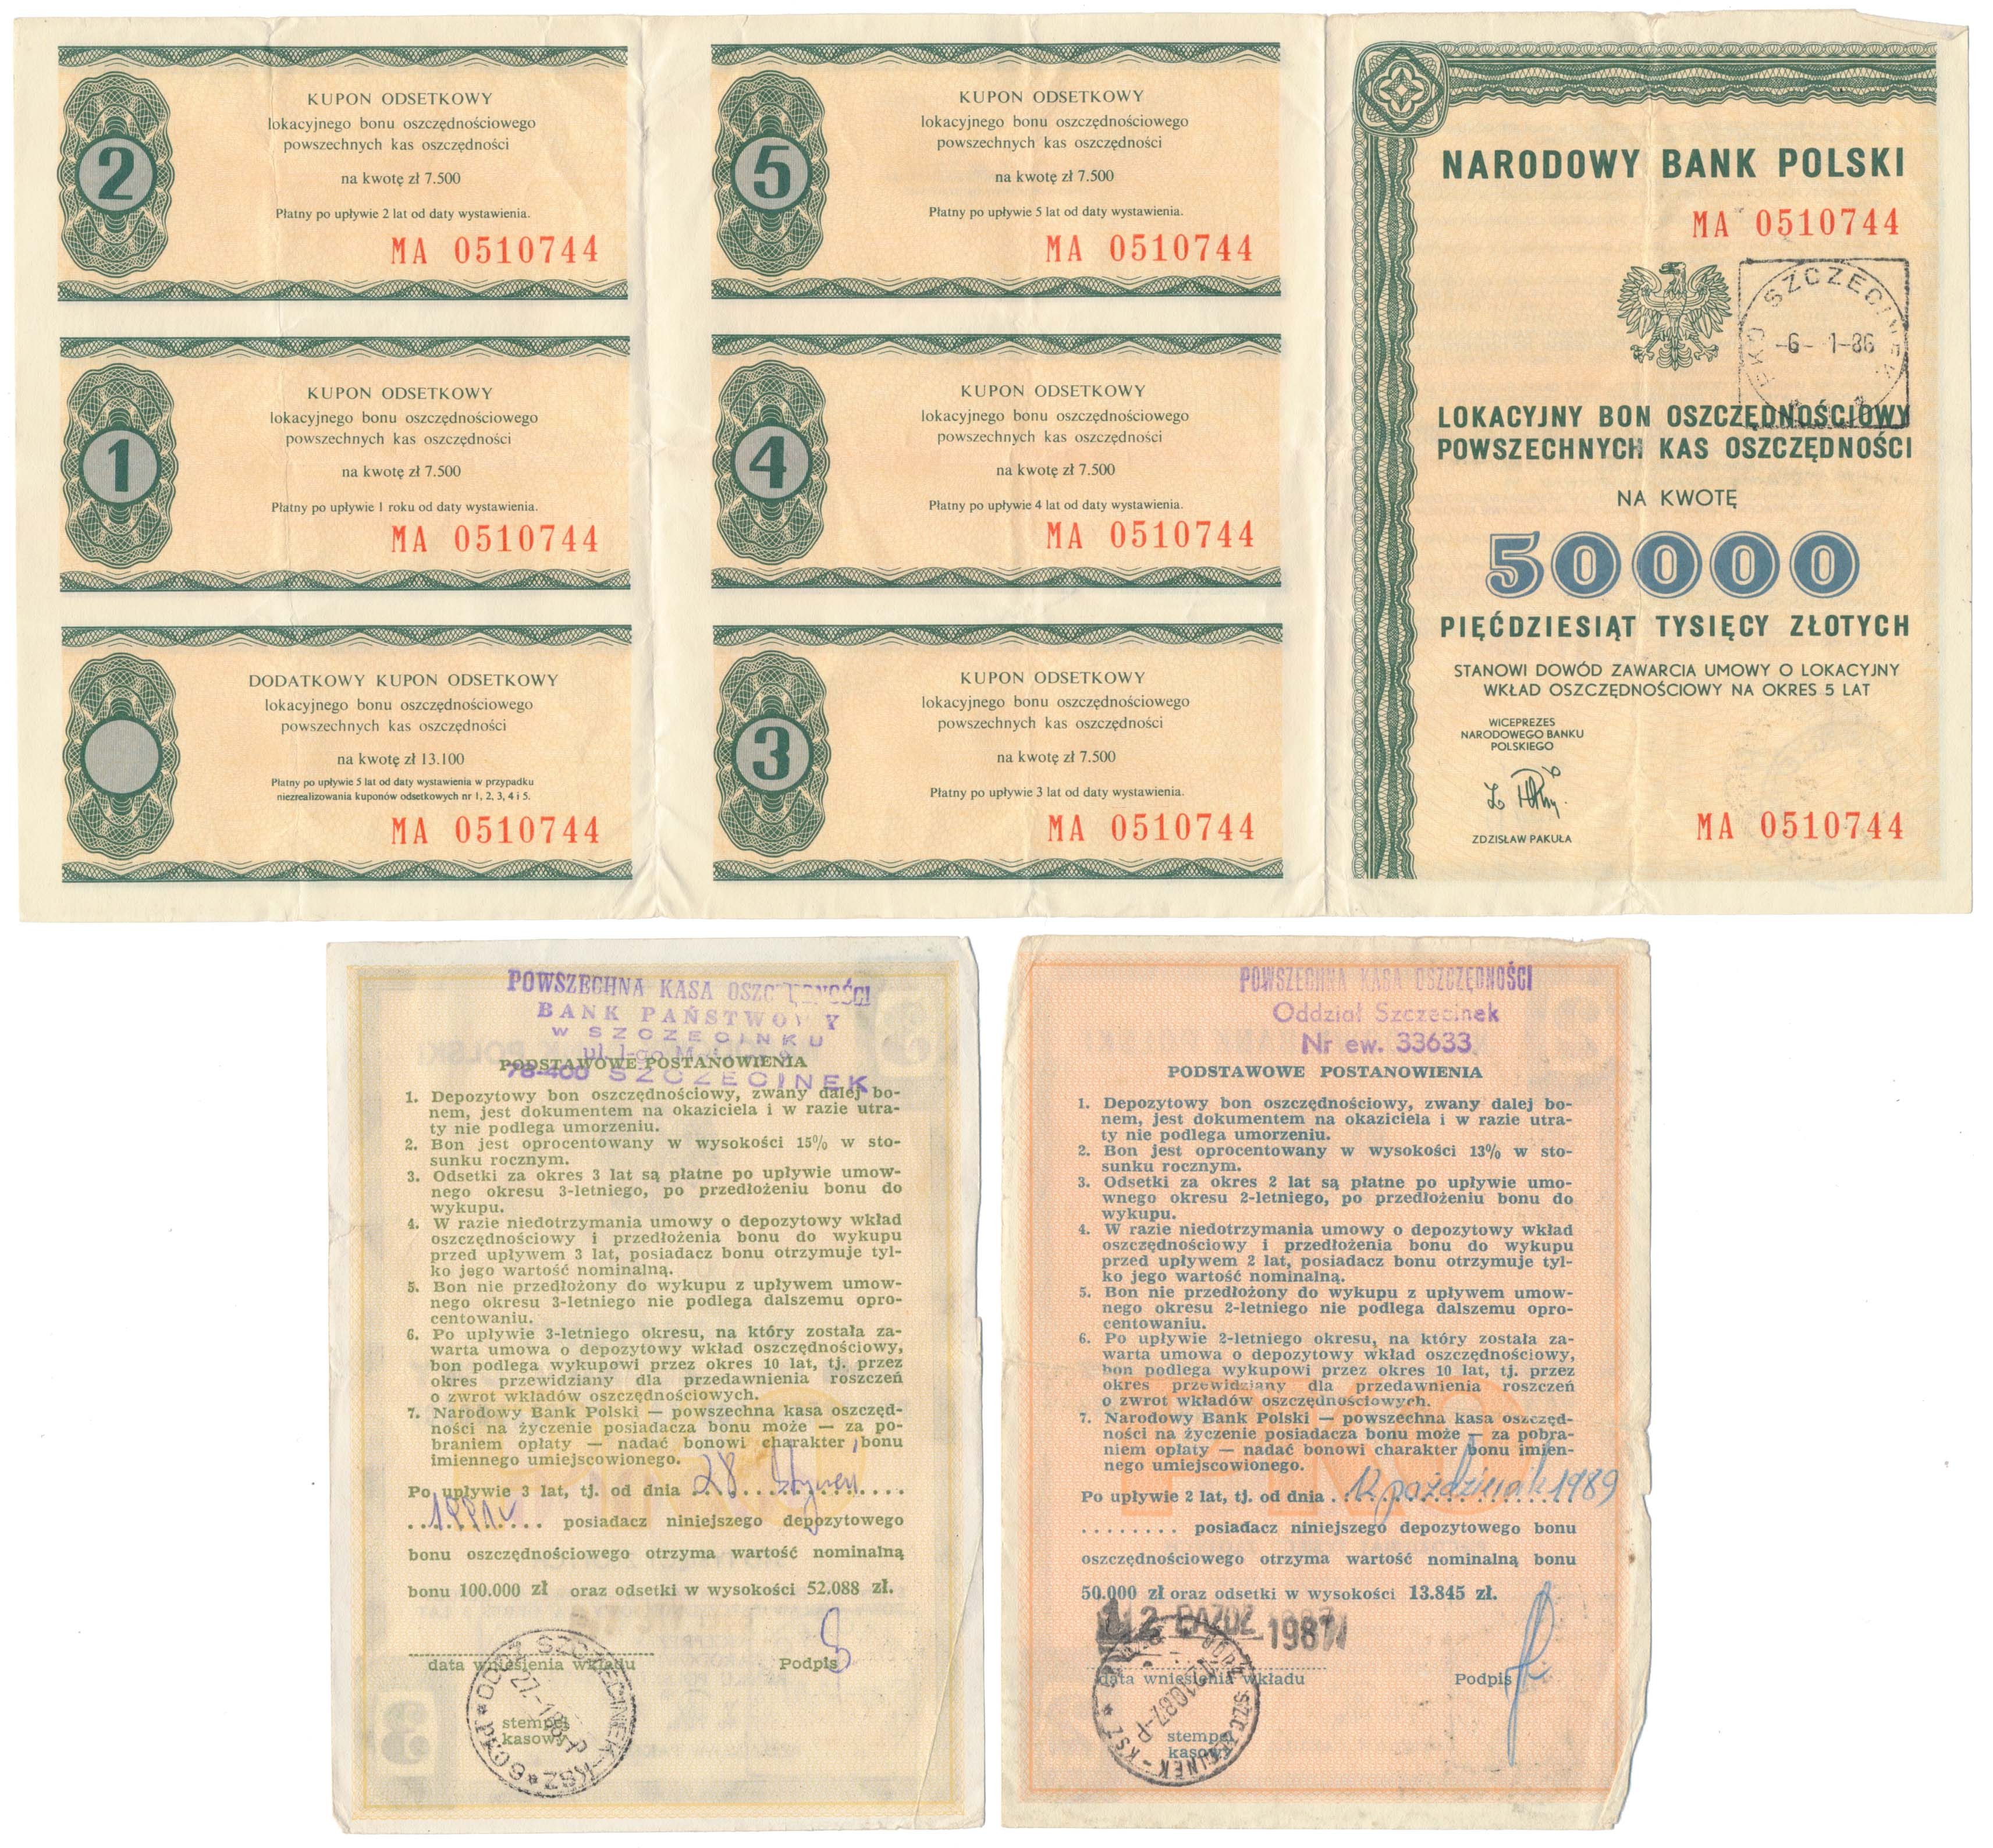 2
KUPON ODSETKOWY
lokacyjnego bonu oszczędnościowego
powszechnych kas oszczędności
na kwotę zł 7.500
Płatny po upływie 2 lat od daty wystawienia.
MA 0510744
1
KUPON ODSETKOWY
lokacyjnego bonu oszczędnościowego
powszechnych kas oszczędności
na kwotę zł 7.500
Płatny po upływie 1 roku od daty wystawienia.
MA 0510744
DODATKOWY KUPON ODSETKOWY
lokacyjnego bonu oszczędnościowego
powszechnych kas oszczędności
na kwotę zł 13.100
Płatny po upływie 5 lat od daty wystawienia w przypadku
niezrealizowania kuponów odsetkowych nr 1, 2, 3, 4 i 5.
MA 0510744
5
KUPON ODSETKOWY
lokacyjnego bonu oszczędnościowego
powszechnych kas oszczędności
na kwotę zł 7.500
Płatny po upływie 5 lat od daty wystawienia.
MA 0510744
4
KUPON ODSETKOWY
lokacyjnego bonu oszczędnościowego
powszechnych kas oszczędności
na kwotę zł 7.500
Płatny po upływie 4 lat od daty wystawienia.
MA 0510744
3
KUPON ODSETKOWY
lokacyjnego bonu oszczędnościowego
powszechnych kas oszczędności
na kwotę zł 7.500
Płatny po upływie 3 lat od daty wystawienia.
MA 0510744
NARODOWY BANK POLSKI
MA 0510744
PKO SZCZECINEK
-6- 1-86
LOKACYJNY BON OSZCZĘDNOŚCIOWY
POWSZECHNYCH KAS OSZCZĘDNOŚCI
NA KWOTĘ
50000
PIĘĆDZIESIĄT TYSIĘCY ZŁOTYCH
STANOWI DOWÓD ZAWARCIA UMOWY O LOKACYJNY
WKŁAD OSZCZĘDNOŚCIOWY NA OKRES 5 LAT
WICEPREZES
NARODOWEGO BANKU
POLSKIEGO
ZDZISŁAW PAKUŁA
MA 0510744
POWSZECHNA KASA OSZCZĘDNOŚCI
BANK PAŃSTWOWY
W SZCZECINKU
pl. 1-go
78-400 SZCZECINEK
PODSTAWOWE POSTANOWIENIA
1. Depozytowy bon oszczędnościowy, zwany dalej bo-
nem, jest dokumentem na okaziciela i w razie utra-
ty nie podlega umorzeniu.
2. Bon jest oprocentowany w wysokości 15% w sto-
sunku rocznym.
3. Odsetki za okres 3 lat są płatne po upływie umow-
nego okresu 3-letniego, po przedłożeniu bonu do
wykupu.
4. W razie niedotrzymania umowy o depozytowy wkład
oszczędnościowy i przedłożenia bonu do wykupu
przed upływem 3 lat, posiadacz bonu otrzymuje tyl-
ko jego wartość nominalną.
5. Bon nie przedłożony do wykupu z upływem umow-
nego okresu 3-letniego nie podlega dalszemu opro-
centowaniu.
6. Po upływie 3-letniego okresu, na który została za-
warta umowa o depozytowy wkład oszczędnościowy,
bon podlega wykupowi przez okres 10 lat, tj. przez
okres przewidziany dla przedawnienia roszczeń
o zwrot wkładów oszczędnościowych.
7. Narodowy Bank Polski — powszechna kasa oszczęd-
ności na życzenie posiadacza bonu może — za po-
braniem opłaty — nadać bonowi charakter bonu
imiennego umiejscowionego.
Po upływie 3 lat, tj. od dnia 28 styczeń
1991 posiadacz niniejszego depozytowego
bonu oszczędnościowego otrzyma wartość nominalną
bonu 100.000 zł oraz odsetki w wysokości 52.088 zł.
data wniesienia wkładu
Podpis
ODDZ. SZCZECINEK-KSZ
stempel
kasowy
POWSZECHNA KASA OSZCZĘDNOŚCI
Oddział Szczecinek
Nr ew. 33633
PODSTAWOWE POSTANOWIENIA
1. Depozytowy bon oszczędnościowy, zwany dalej bo-
nem, jest dokumentem na okaziciela i w razie utra-
ty nie podlega umorzeniu.
2. Bon jest oprocentowany w wysokości 13% w sto-
sunku rocznym.
3. Odsetki za okres 2 lat są płatne po upływie umo-
wnego okresu 2-letniego, po przedłożeniu bonu do
wykupu.
4. W razie niedotrzymania umowy o depozytowy wkład
oszczędnościowy i przedłożenia bonu do wykupu
przed upływem 2 lat, posiadacz bonu otrzymuje tyl-
ko jego wartość nominalną.
5. Bon nie przedłożony do wykupu z upływem umow-
nego okresu 2-letniego nie podlega dalszemu opro-
centowaniu.
6. Po upływie 2-letniego okresu, na który została za-
warta umowa o depozytowy wkład oszczędnościowy,
bon podlega wykupowi przez okres 10 lat, tj. przez
okres przewidziany dla przedawnienia roszczeń
o zwrot wkładów oszczędnościowych.
7. Narodowy Bank Polski — powszechna kasa oszczęd-
ności na życzenie posiadacza bonu może — za pobra-
niem opłaty — nadać bonowi charakter bonu imien-
nego umiejscowionego.
PKO
Po upływie 2 lat, tj. od dnia 12 październik 1989
posiadacz niniejszego depozytowego bonu
oszczędnościowego otrzyma wartość nominalną bonu
50.000 zł oraz odsetki w wysokości 13.845 zł.
12 PAŹDZ. 1987
data wniesienia wkładu
Podpis
ODDZ. SZCZECINEK-KSZ
stempel
kasowy